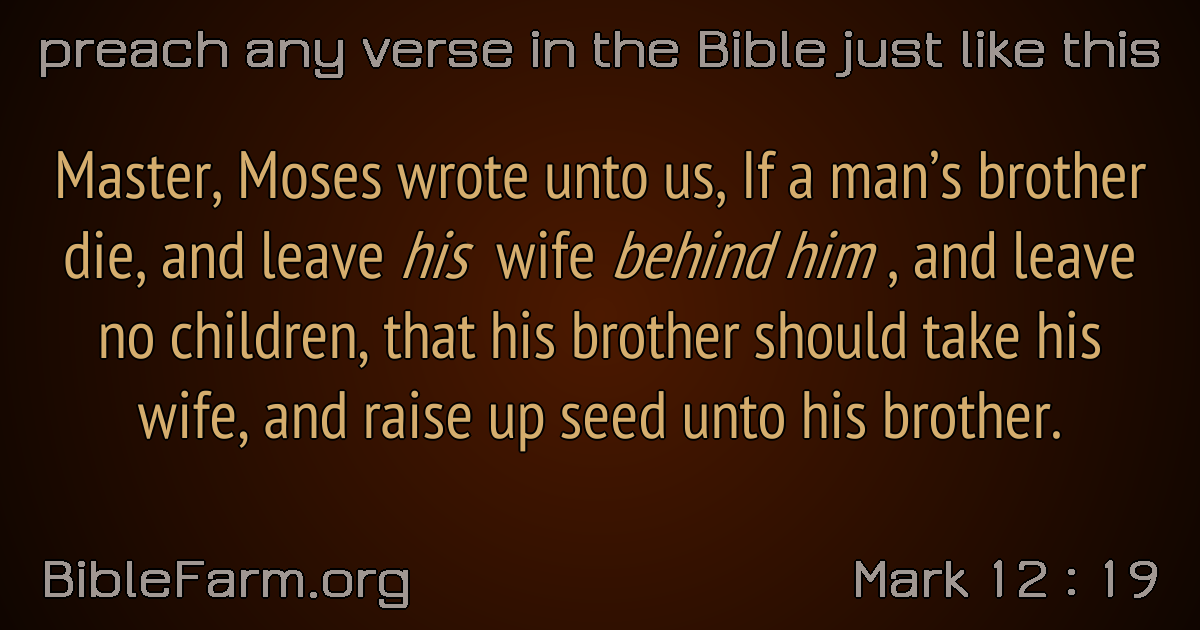 preach any verse in the Bible just like this
Master, Moses wrote unto us, If a man’s brother
die, and leave his wife behind him , and leave
no children, that his brother should take his
wife, and raise up seed unto his brother.
BibleFarm.org
Mark 12 : 19